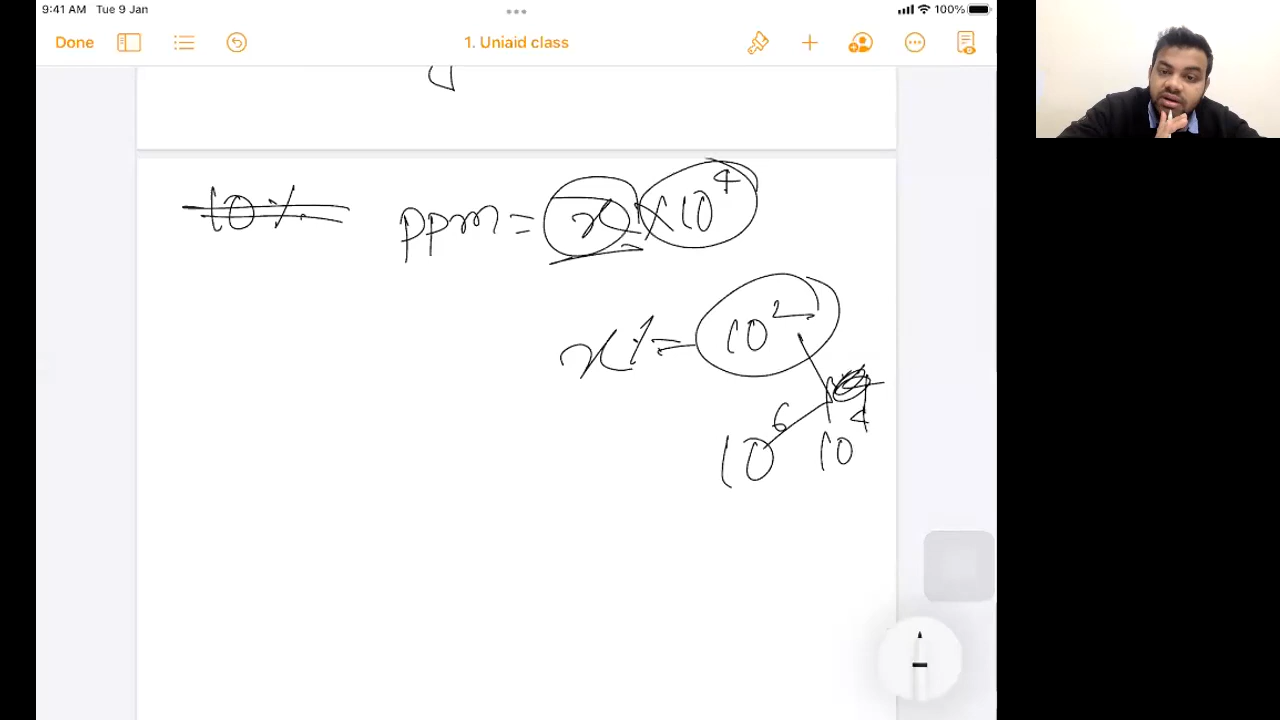 9:41 AM Tue 9 Jan
100%
Done
1. Uniaid class
10%
ppm = x × 10⁴
x% = 10²
10⁶ 10⁴